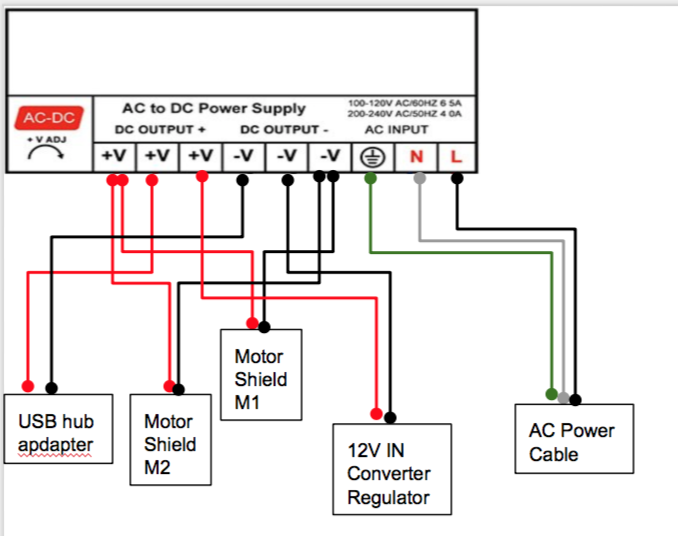 AC-DC
+ V ADJ
AC to DC Power Supply
100-120V AC/60HZ 6 5A
200-240V AC/50HZ 4 0A
DC OUTPUT + DC OUTPUT - AC INPUT
+V +V +V -V -V -V N L
USB hub
apdapter
Motor
Shield
M2
Motor
Shield
M1
12V IN
Converter
Regulator
AC Power
Cable